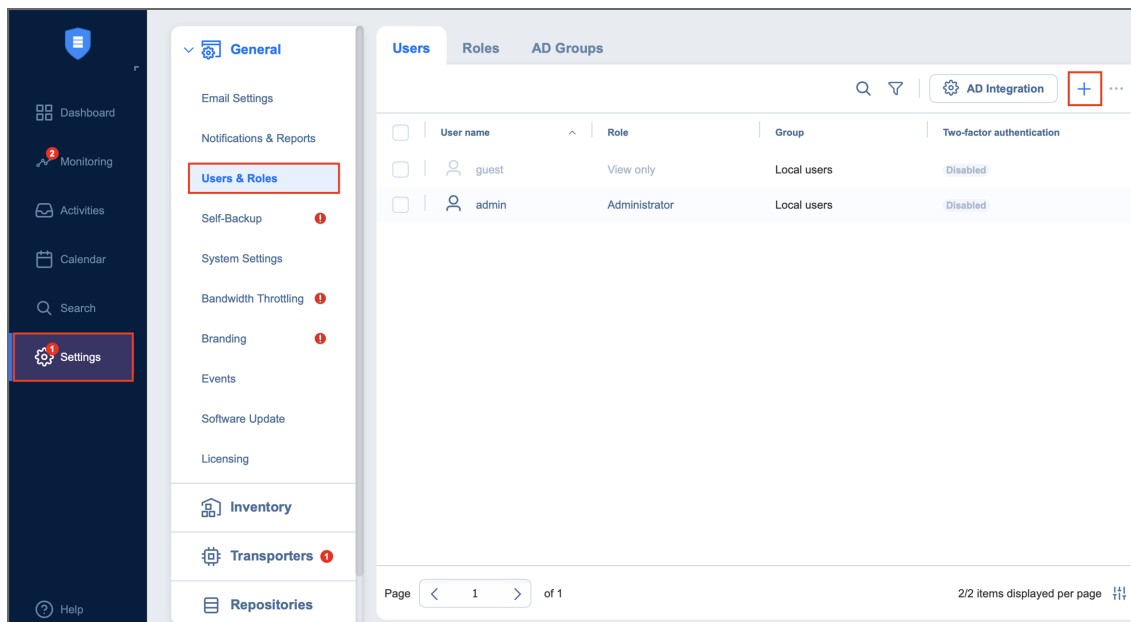 Dashboard
2
Monitoring
Activities
Calendar
Search
1
Settings
Help
General
Email Settings
Notifications & Reports
Users & Roles
Self-Backup !
System Settings
Bandwidth Throttling !
Branding !
Events
Software Update
Licensing
Inventory
Transporters 1
Repositories
Users Roles AD Groups
AD Integration + ...
User name Role Group Two-factor authentication
guest View only Local users Disabled
admin Administrator Local users Disabled
Page < 1 > of 1 2/2 items displayed per page